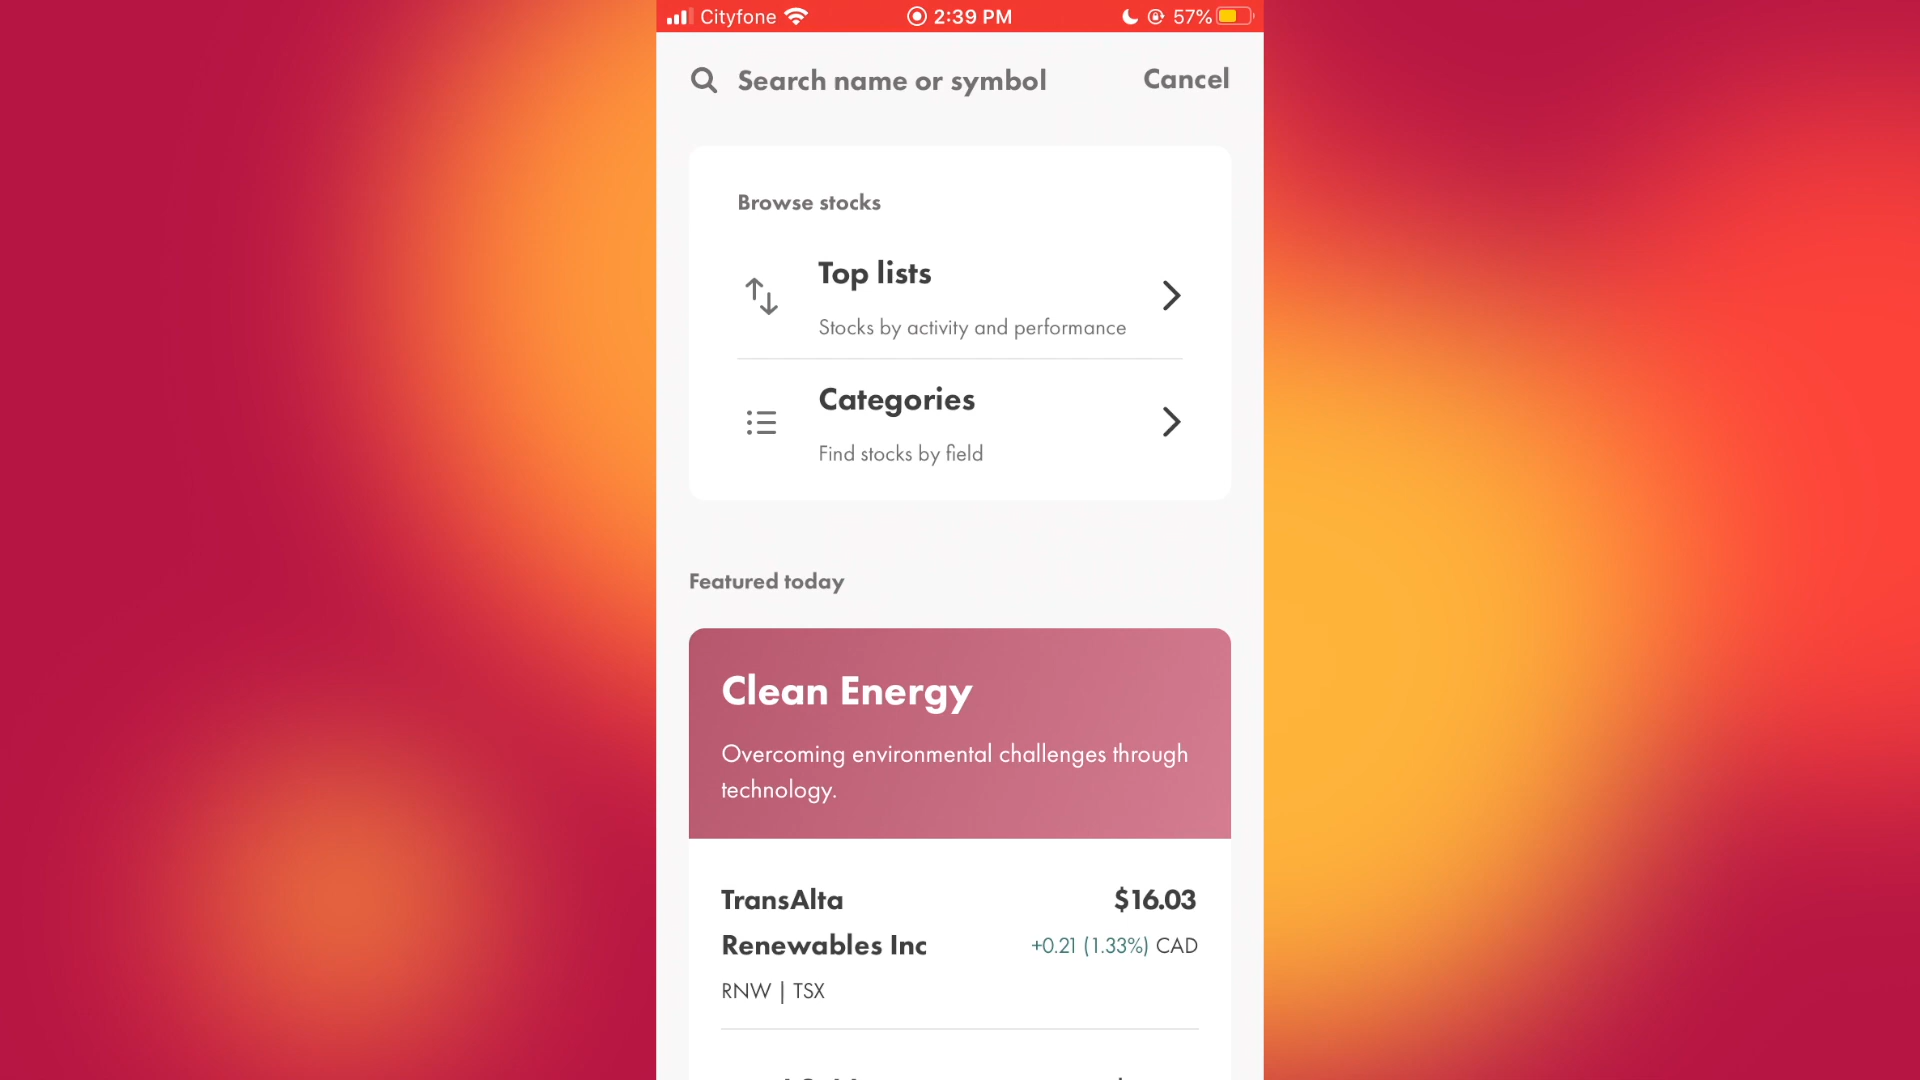 Cityfone 2:39 PM 57%
Search name or symbol Cancel
Browse stocks
Top lists
Stocks by activity and performance
Categories
Find stocks by field
Featured today
Clean Energy
Overcoming environmental challenges through
technology.
TransAlta $16.03
Renewables Inc +0.21 (1.33%) CAD
RNW | TSX